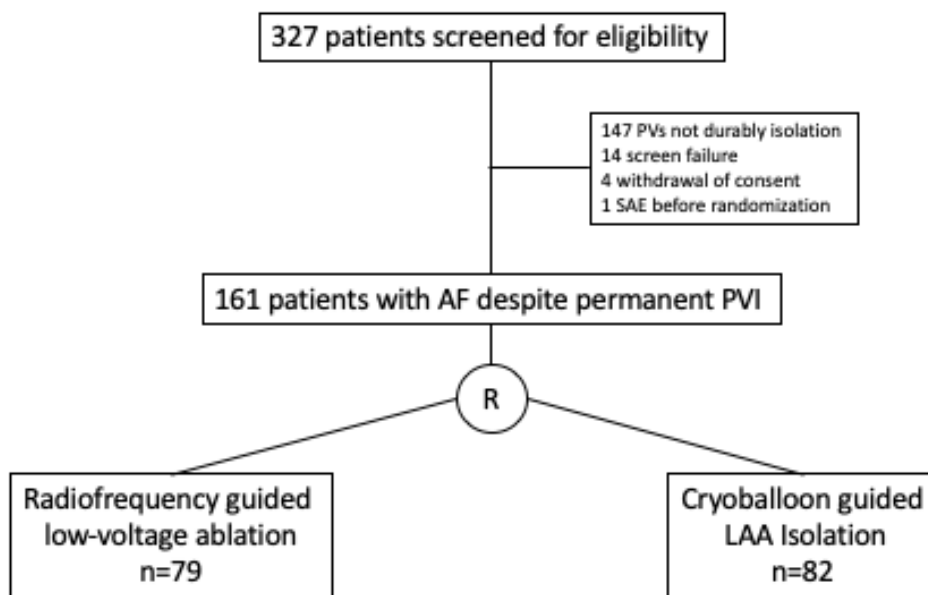 327 patients screened for eligibility
147 PVs not durably isolation
14 screen failure
4 withdrawal of consent
1 SAE before randomization
161 patients with AF despite permanent PVI
R
Radiofrequency guided
low-voltage ablation
n=79
Cryoballoon guided
LAA Isolation
n=82